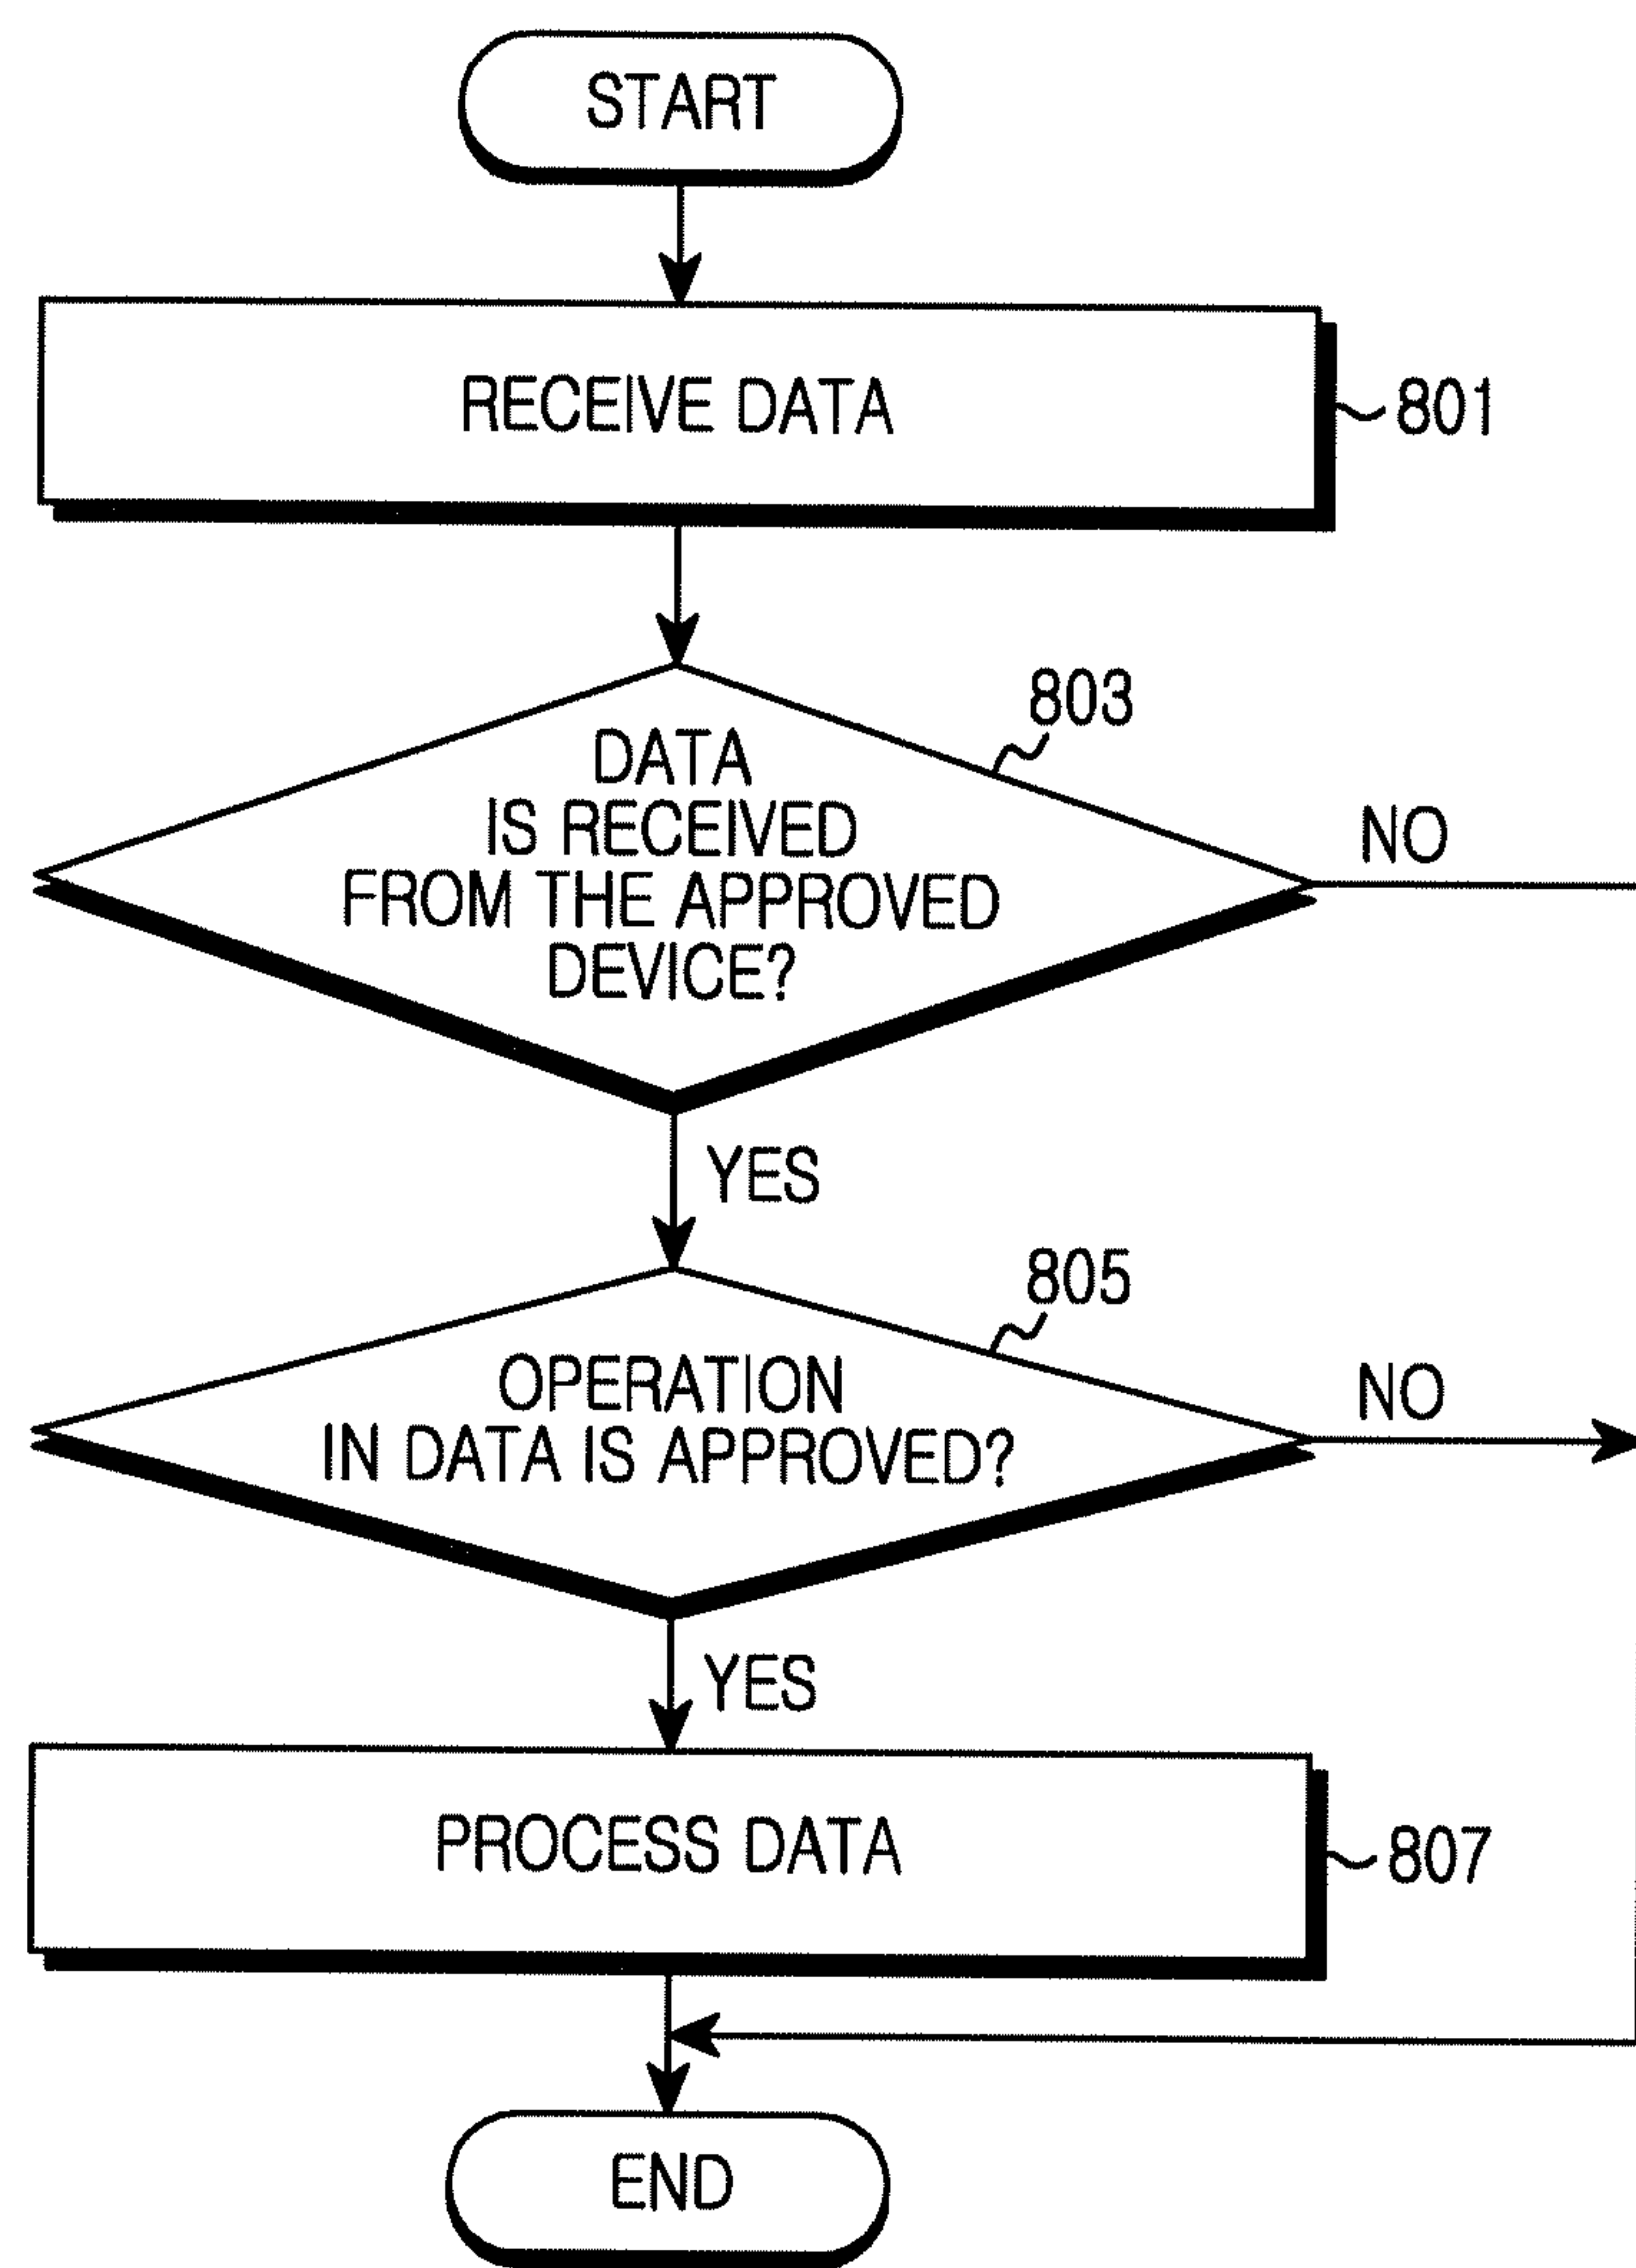 START
RECEIVE DATA
801
803
DATA
IS RECEIVED
FROM THE APPROVED
DEVICE?
NO
YES
805
OPERATION
IN DATA IS APPROVED?
NO
YES
PROCESS DATA
807
END